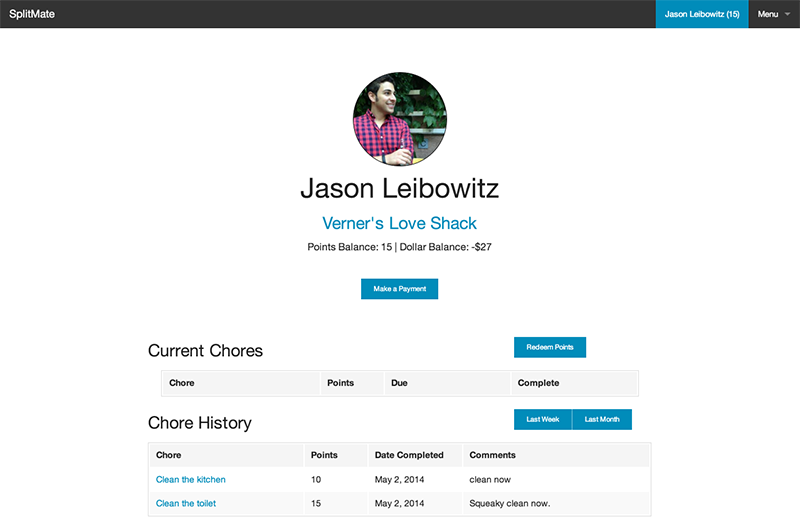 SplitMate Jason Leibowitz (15) Menu
Jason Leibowitz
Verner's Love Shack
Points Balance: 15 | Dollar Balance: -$27
Make a Payment
Current Chores Redeem Points
Chore Points Due Complete
Chore History Last Week Last Month
Chore Points Date Completed Comments
Clean the kitchen 10 May 2, 2014 clean now
Clean the toilet 15 May 2, 2014 Squeaky clean now.